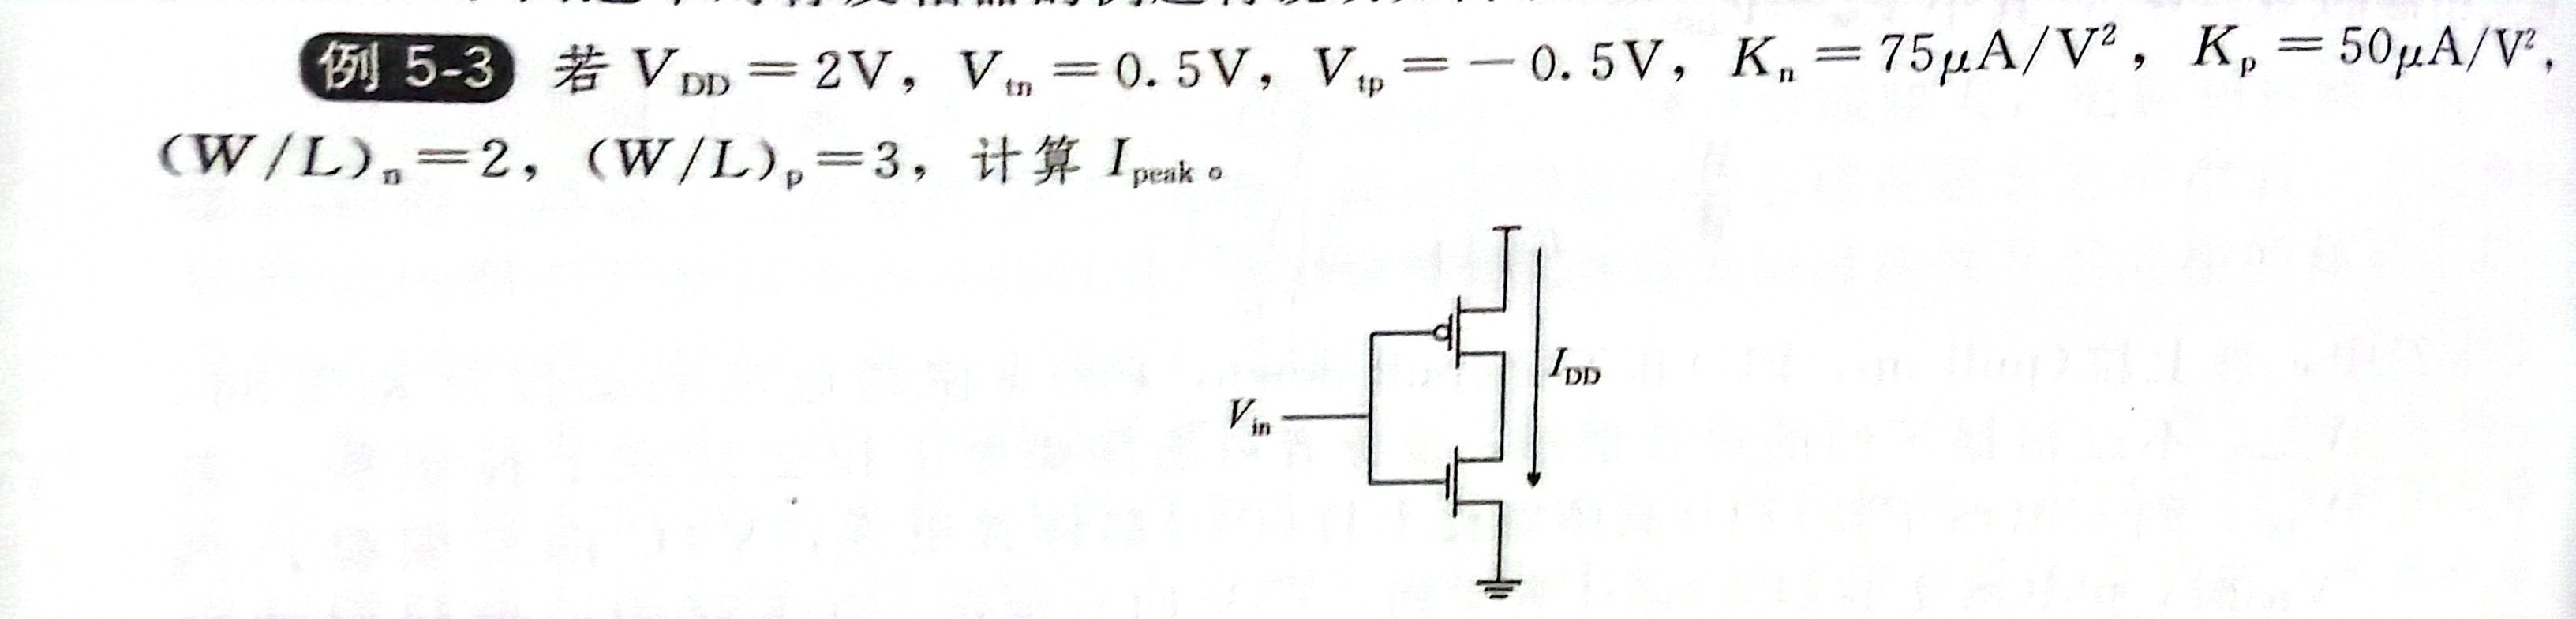 例 5-3 若 V_DD = 2V, V_tn = 0.5V, V_tp = -0.5V, K_n = 75μA/V², K_p = 50μA/V²,
(W/L)_n = 2, (W/L)_p = 3, 计算 I_peak。
I_DD
V_in